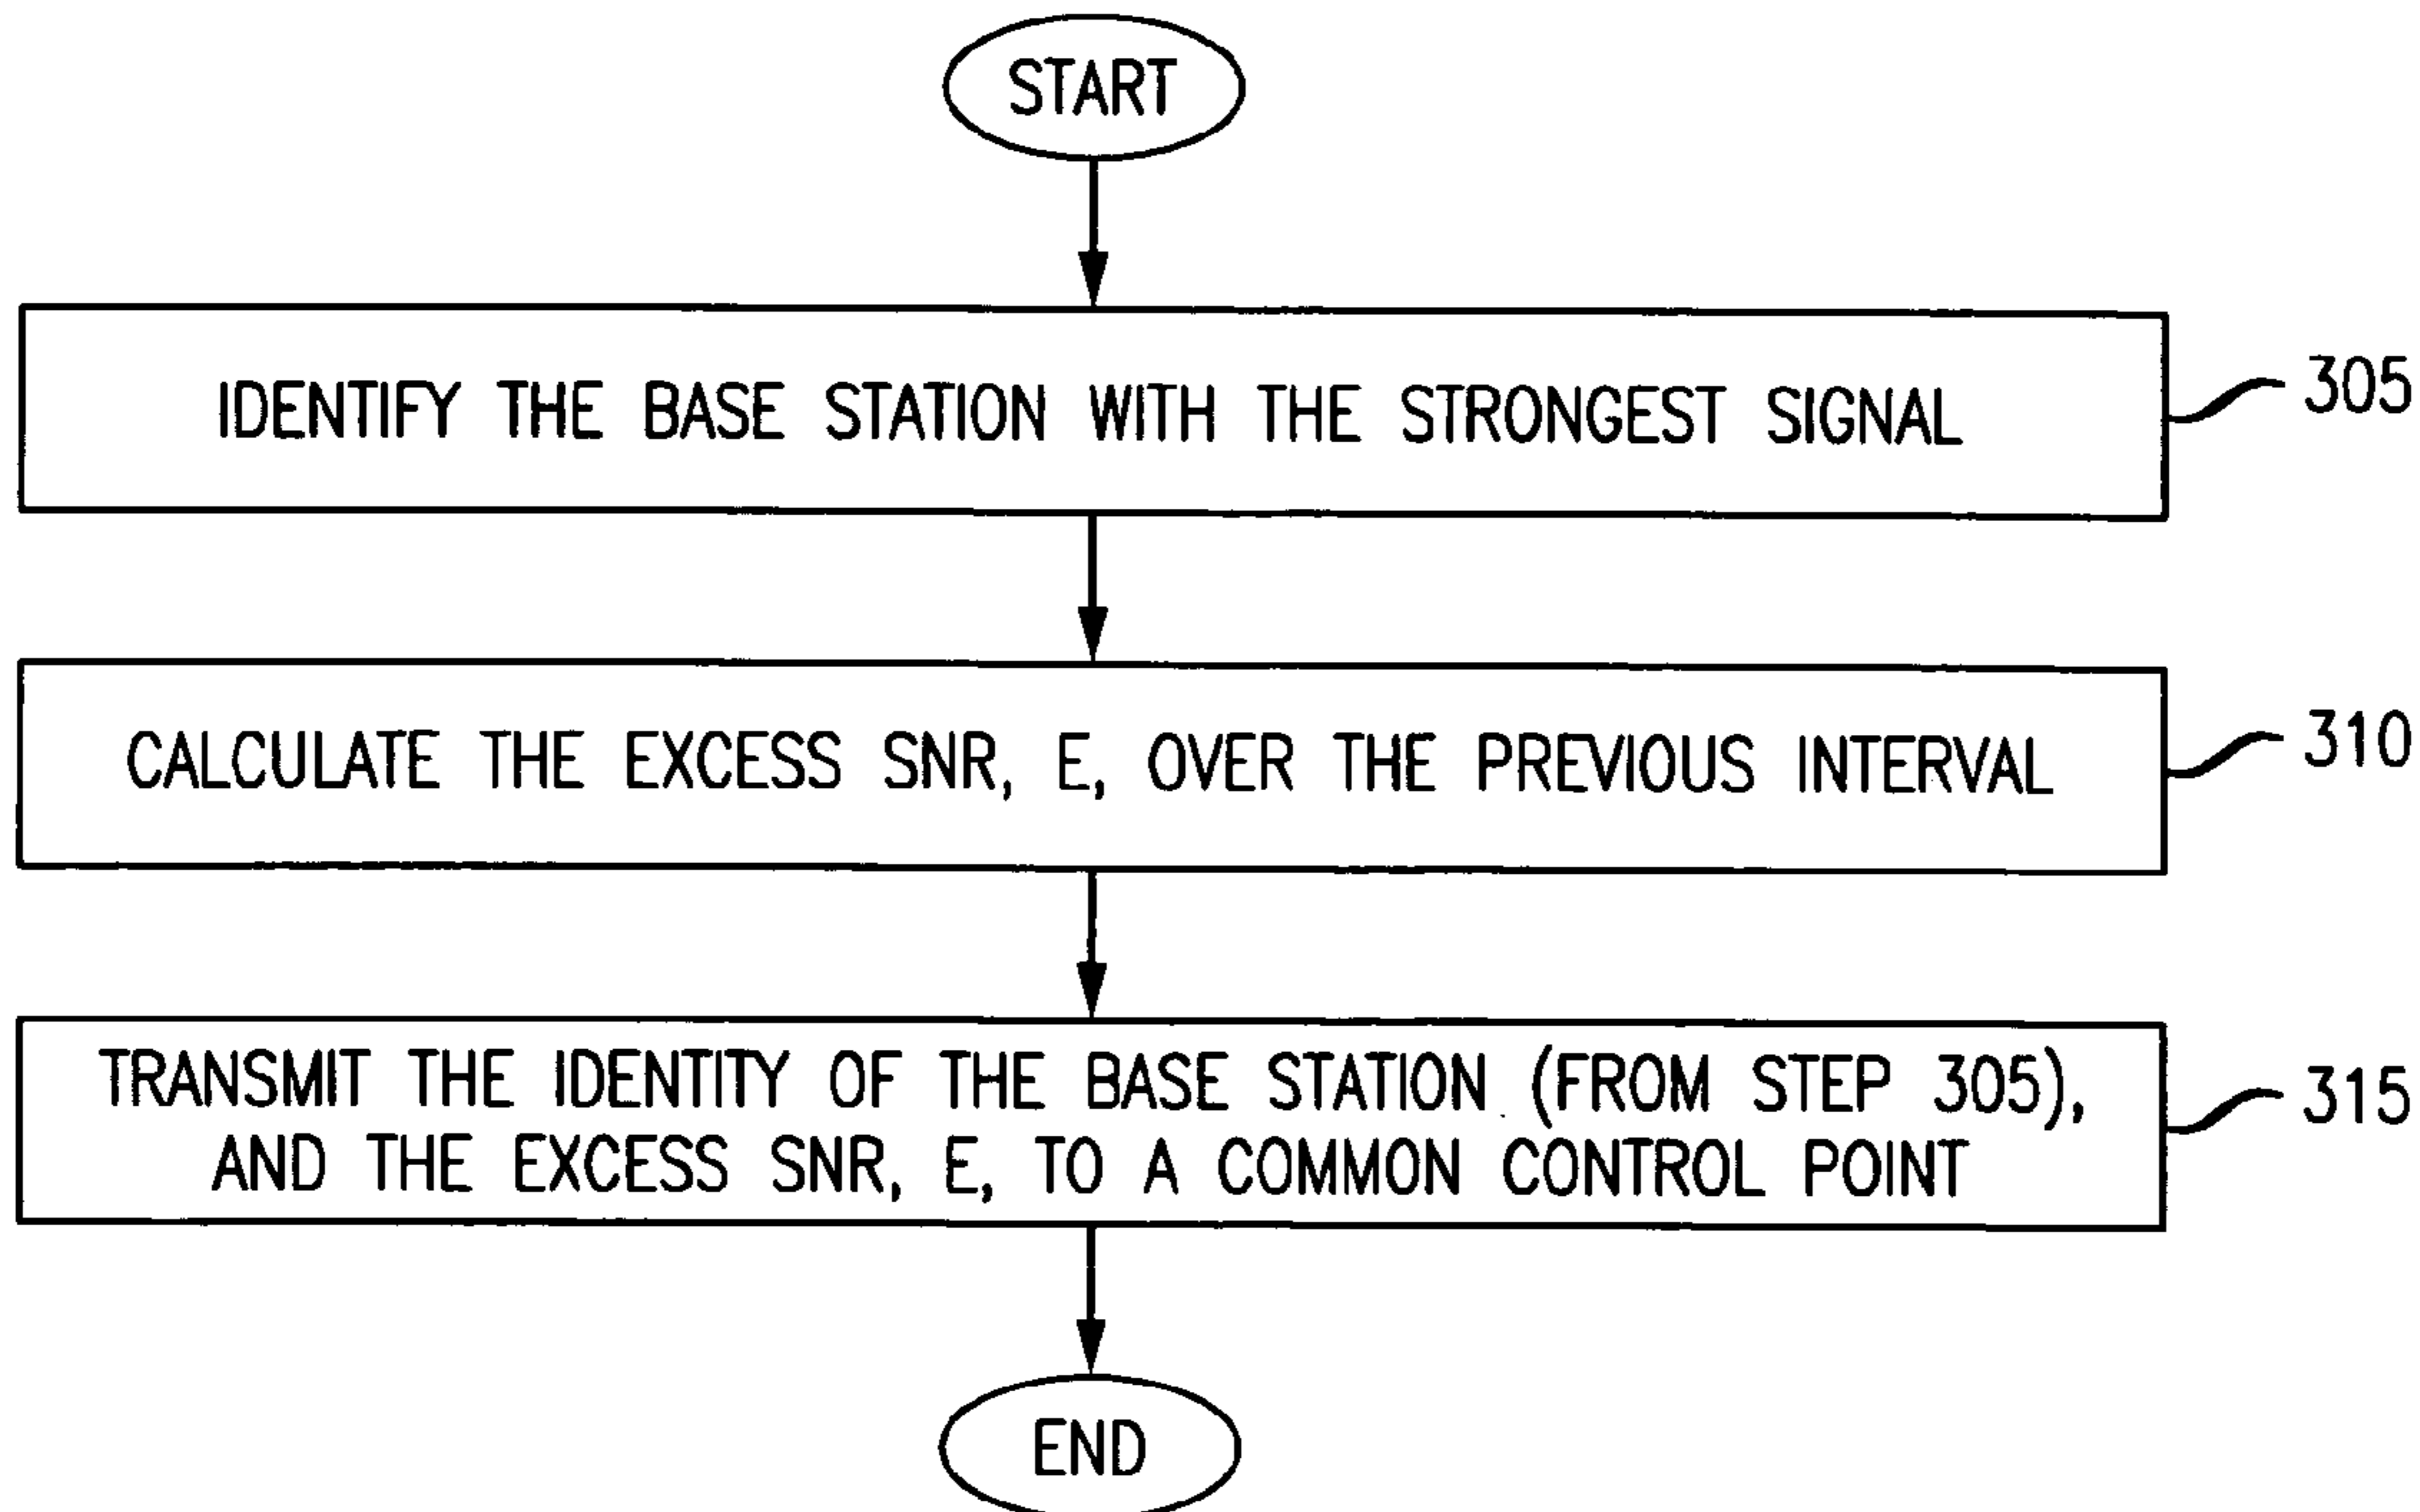 START
IDENTIFY THE BASE STATION WITH THE STRONGEST SIGNAL
305
CALCULATE THE EXCESS SNR, E, OVER THE PREVIOUS INTERVAL
310
TRANSMIT THE IDENTITY OF THE BASE STATION (FROM STEP 305),
AND THE EXCESS SNR, E, TO A COMMON CONTROL POINT
315
END